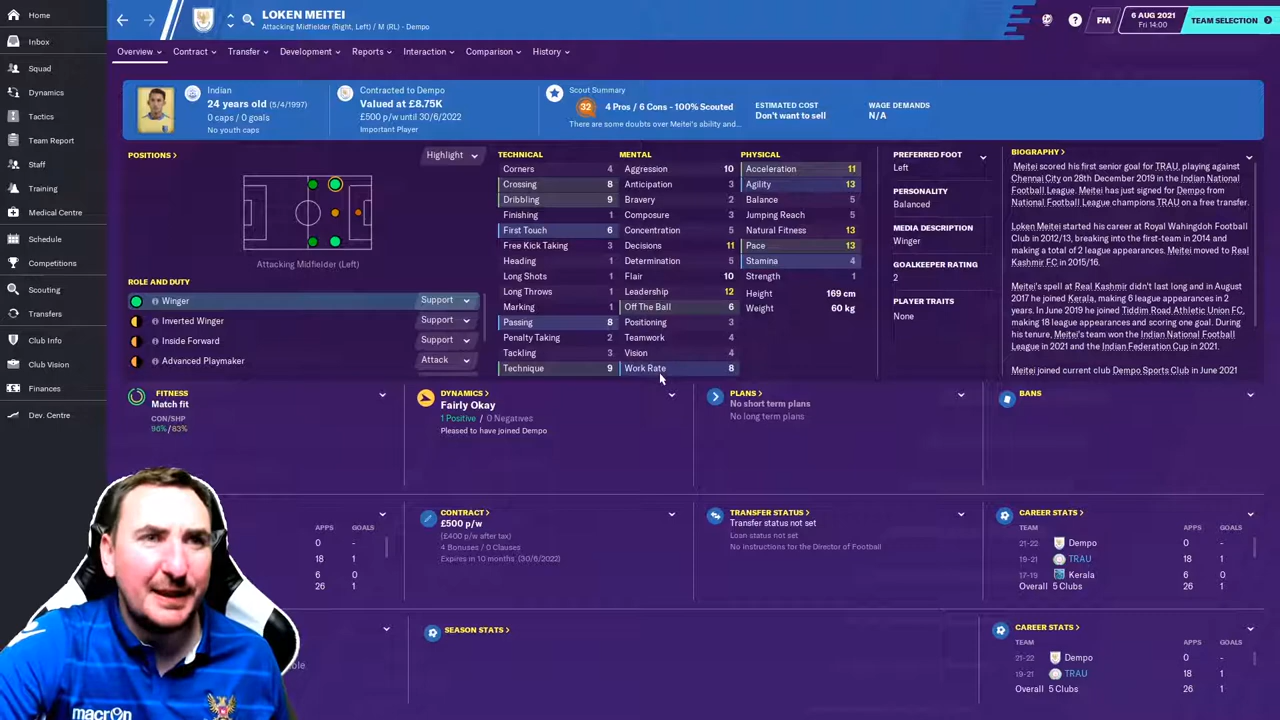 Home
LOKEN MEITEI
Attacking Midfielder (Right, Left) / M (RL) - Dempo
FM
6 AUG 2021
Fri 14:00
TEAM SELECTION
Inbox
Squad
Dynamics
Tactics
Team Report
Staff
Training
Medical Centre
Schedule
Competitions
Scouting
Transfers
Club Info
Club Vision
Finances
Dev. Centre
Overview
Contract
Transfer
Development
Reports
Interaction
Comparison
History
Indian
24 years old (5/4/1997)
0 caps / 0 goals
No youth caps
Contracted to Dempo
Valued at £8.75K
£500 p/w until 30/6/2022
Important Player
Scout Summary
32
4 Pros / 6 Cons - 100% Scouted
There are some doubts over Meitei's ability and...
ESTIMATED COST
Don't want to sell
WAGE DEMANDS
N/A
POSITIONS >
Highlight
Attacking Midfielder (Left)
ROLE AND DUTY
Winger Support
Inverted Winger Support
Inside Forward Support
Advanced Playmaker Attack
TECHNICAL
Corners 4
Crossing 8
Dribbling 9
Finishing 1
First Touch 6
Free Kick Taking 3
Heading 1
Long Shots 1
Long Throws 1
Marking 1
Passing 8
Penalty Taking 2
Tackling 3
Technique 9
MENTAL
Aggression 10
Anticipation 3
Bravery 2
Composure 3
Concentration 5
Decisions 11
Determination 5
Flair 10
Leadership 12
Off The Ball 6
Positioning 3
Teamwork 4
Vision 4
Work Rate 8
PHYSICAL
Acceleration 11
Agility 13
Balance 5
Jumping Reach 5
Natural Fitness 13
Pace 13
Stamina 4
Strength 1
Height 169 cm
Weight 60 kg
PREFERRED FOOT
Left
PERSONALITY
Balanced
MEDIA DESCRIPTION
Winger
GOALKEEPER RATING
2
PLAYER TRAITS
None
BIOGRAPHY >
Meitei scored his first senior goal for TRAU, playing against
Chennai City on 28th December 2019 in the Indian National
Football League. Meitei has just signed for Dempo from
National Football League champions TRAU on a free transfer.
Loken Meitei started his career at Royal Wahingdoh Football
Club in 2012/13, breaking into the first-team in 2014 and
making a total of 2 league appearances. Meitei moved to Real
Kashmir FC in 2015/16.
Meitei's spell at Real Kashmir didn't last long and in August
2017 he joined Kerala, making 6 league appearances in 2
years. In June 2019 he joined Tiddim Road Athletic Union FC,
making 18 league appearances and scoring one goal. During
his tenure, Meitei's team won the Indian National Football
League in 2021 and the Indian Federation Cup in 2021.
Meitei joined current club Dempo Sports Club in June 2021
FITNESS
Match fit
CON/SHP
96% / 83%
DYNAMICS >
Fairly Okay
1 Positive / 0 Negatives
Pleased to have joined Dempo
PLANS >
No short term plans
No long term plans
BANS
APPS GOALS
0 -
18 1
6 0
26 1
CONTRACT >
£500 p/w
(£400 p/w after tax)
4 Bonuses / 0 Clauses
Expires in 10 months (30/6/2022)
TRANSFER STATUS >
Transfer status not set
Loan status not set
No instructions for the Director of Football
CAREER STATS >
TEAM APPS GOALS
21-22 Dempo 0 -
19-21 TRAU 18 1
17-19 Kerala 6 0
Overall 5 Clubs 26 1
SEASON STATS >
CAREER STATS >
TEAM APPS GOALS
21-22 Dempo 0 -
19-21 TRAU 18 1
Overall 5 Clubs 26 1
macron